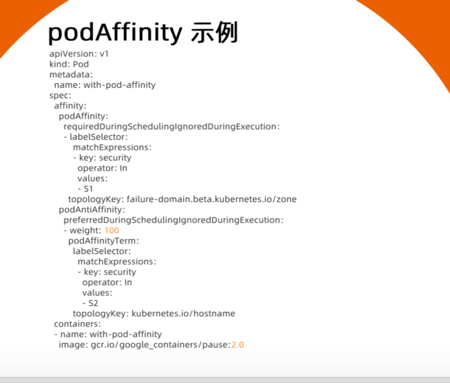 podAffinity 示例
apiVersion: v1
kind: Pod
metadata:
  name: with-pod-affinity
spec:
  affinity:
    podAffinity:
      requiredDuringSchedulingIgnoredDuringExecution:
      - labelSelector:
          matchExpressions:
          - key: security
            operator: In
            values:
            - S1
        topologyKey: failure-domain.beta.kubernetes.io/zone
    podAntiAffinity:
      preferredDuringSchedulingIgnoredDuringExecution:
      - weight: 100
        podAffinityTerm:
          labelSelector:
            matchExpressions:
            - key: security
              operator: In
              values:
              - S2
          topologyKey: kubernetes.io/hostname
  containers:
  - name: with-pod-affinity
    image: gcr.io/google_containers/pause:2.0